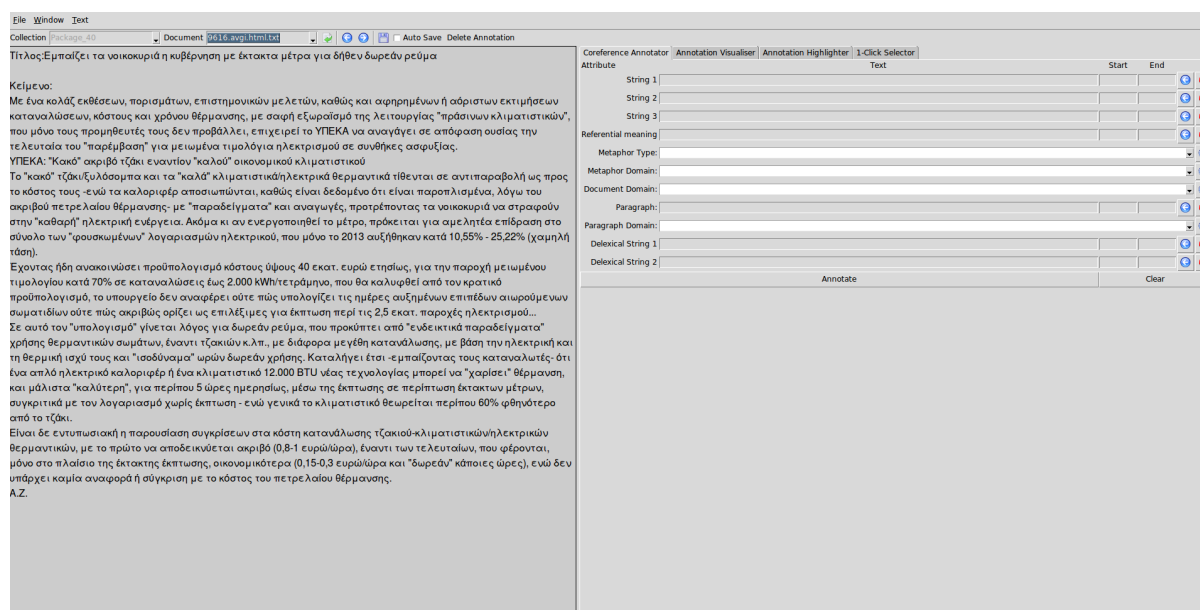 File Window Text
Collection Package_40 Document 9616.avgi.html.txt Auto Save Delete Annotation
Τίτλος:Εμπαίζει τα νοικοκυριά η κυβέρνηση με έκτακτα μέτρα για δήθεν δωρεάν ρεύμα
Κείμενο:
Με ένα κολάζ εκθέσεων, πορισμάτων, επιστημονικών μελετών, καθώς και αφηρημένων ή αόριστων εκτιμήσεων
καταναλώσεων, κόστους και χρόνου θέρμανσης, με σαφή εξωραϊσμό της λειτουργίας "πράσινων κλιματιστικών",
που μόνο τους προμηθευτές τους δεν προβάλλει, επιχειρεί το ΥΠΕΚΑ να αναγάγει σε απόφαση ουσίας την
τελευταία του "παρέμβαση" για μειωμένα τιμολόγια ηλεκτρισμού σε συνθήκες ασφυξίας.
ΥΠΕΚΑ: "Κακό" ακριβό τζάκι εναντίον "καλού" οικονομικού κλιματιστικού
Το "κακό" τζάκι/ξυλόσομπα και τα "καλά" κλιματιστικά/ηλεκτρικά θερμαντικά τίθενται σε αντιπαραβολή ως προς
το κόστος τους -ενώ τα καλοριφέρ αποσιωπώνται, καθώς είναι δεδομένο ότι είναι παροπλισμένα, λόγω του
ακριβού πετρελαίου θέρμανσης- με "παραδείγματα" και αναγωγές, προτρέποντας τα νοικοκυριά να στραφούν
στην "καθαρή" ηλεκτρική ενέργεια. Ακόμα κι αν ενεργοποιηθεί το μέτρο, πρόκειται για αμελητέα επίδραση στο
σύνολο των "φουσκωμένων" λογαριασμών ηλεκτρικού, που μόνο το 2013 αυξήθηκαν κατά 10,55% - 25,22% (χαμηλή
τάση).
Έχοντας ήδη ανακοινώσει προϋπολογισμό κόστους ύψους 40 εκατ. ευρώ ετησίως, για την παροχή μειωμένου
τιμολογίου κατά 70% σε καταναλώσεις έως 2.000 kWh/τετράμηνο, που θα καλυφθεί από τον κρατικό
προϋπολογισμό, το υπουργείο δεν αναφέρει ούτε πώς υπολογίζει τις ημέρες αυξημένων επιπέδων αιωρούμενων
σωματιδίων ούτε πώς ακριβώς ορίζει ως επιλέξιμες για έκπτωση περί τις 2,5 εκατ. παροχές ηλεκτρισμού...
Σε αυτό τον "υπολογισμό" γίνεται λόγος για δωρεάν ρεύμα, που προκύπτει από "ενδεικτικά παραδείγματα"
χρήσης θερμαντικών σωμάτων, έναντι τζακιών κ.λπ., με διάφορα μεγέθη κατανάλωσης, με βάση την ηλεκτρική και
τη θερμική ισχύ τους και "ισοδύναμα" ωρών δωρεάν χρήσης. Καταλήγει έτσι -εμπαίζοντας τους καταναλωτές- ότι
ένα απλό ηλεκτρικό καλοριφέρ ή ένα κλιματιστικό 12.000 BTU νέας τεχνολογίας μπορεί να "χαρίσει" θέρμανση,
και μάλιστα "καλύτερη", για περίπου 5 ώρες ημερησίως, μέσω της έκπτωσης σε περίπτωση έκτακτων μέτρων,
συγκριτικά με τον λογαριασμό χωρίς έκπτωση - ενώ γενικά το κλιματιστικό θεωρείται περίπου 60% φθηνότερο
από το τζάκι.
Είναι δε εντυπωσιακή η παρουσίαση συγκρίσεων στα κόστη κατανάλωσης τζακιού-κλιματιστικών/ηλεκτρικών
θερμαντικών, με το πρώτο να αποδεικνύεται ακριβό (0,8-1 ευρώ/ώρα), έναντι των τελευταίων, που φέρονται,
μόνο στο πλαίσιο της έκτακτης έκπτωσης, οικονομικότερα (0,15-0,3 ευρώ/ώρα και "δωρεάν" κάποιες ώρες), ενώ δεν
υπάρχει καμία αναφορά ή σύγκριση με το κόστος του πετρελαίου θέρμανσης.
Α.Ζ.
Coreference Annotator Annotation Visualiser Annotation Highlighter 1-Click Selector
Attribute Text Start End
String 1
String 2
String 3
Referential meaning
Metaphor Type:
Metaphor Domain:
Document Domain:
Paragraph:
Paragraph Domain:
Delexical String 1
Delexical String 2
Annotate Clear